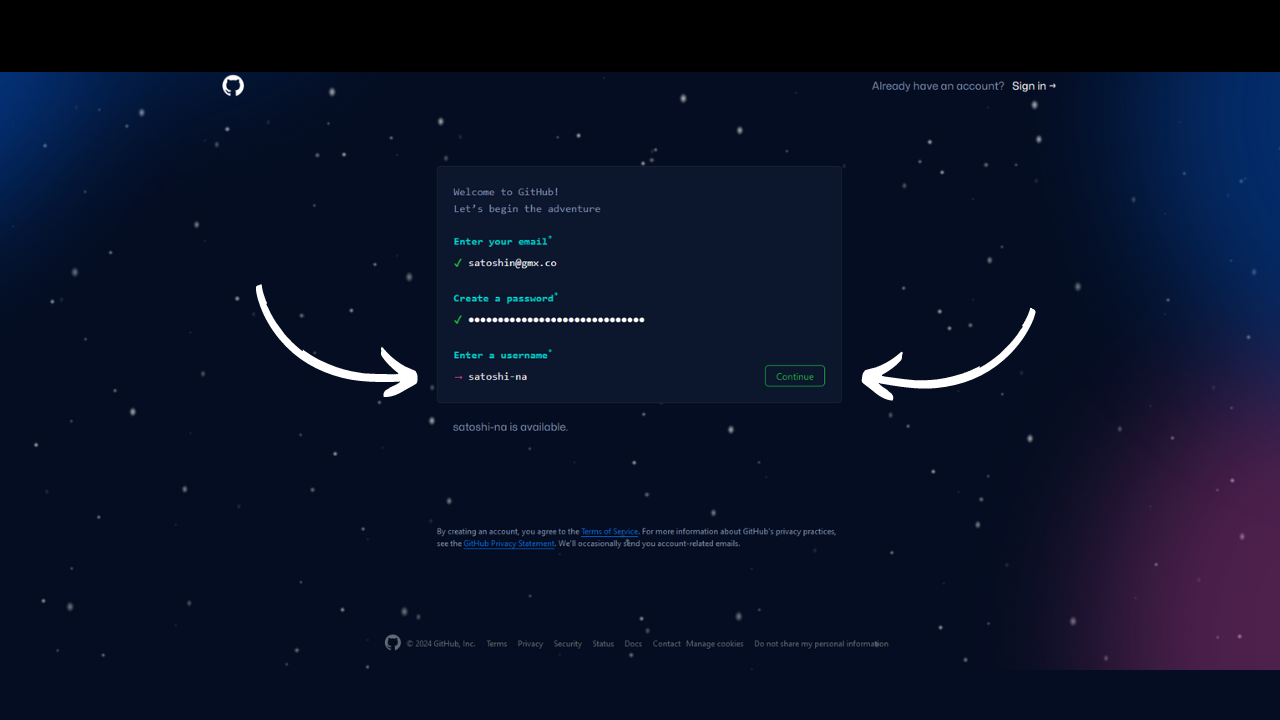 Already have an account? Sign in →
Welcome to GitHub!
Let's begin the adventure
Enter your email*
✓ satoshin@gmx.co
Create a password*
✓ ••••••••••••••••••••••••••••••
Enter a username*
→ satoshi-na
Continue
satoshi-na is available.
By creating an account, you agree to the Terms of Service. For more information about GitHub's privacy practices,
see the GitHub Privacy Statement. We'll occasionally send you account-related emails.
© 2024 GitHub, Inc. Terms Privacy Security Status Docs Contact Manage cookies Do not share my personal information